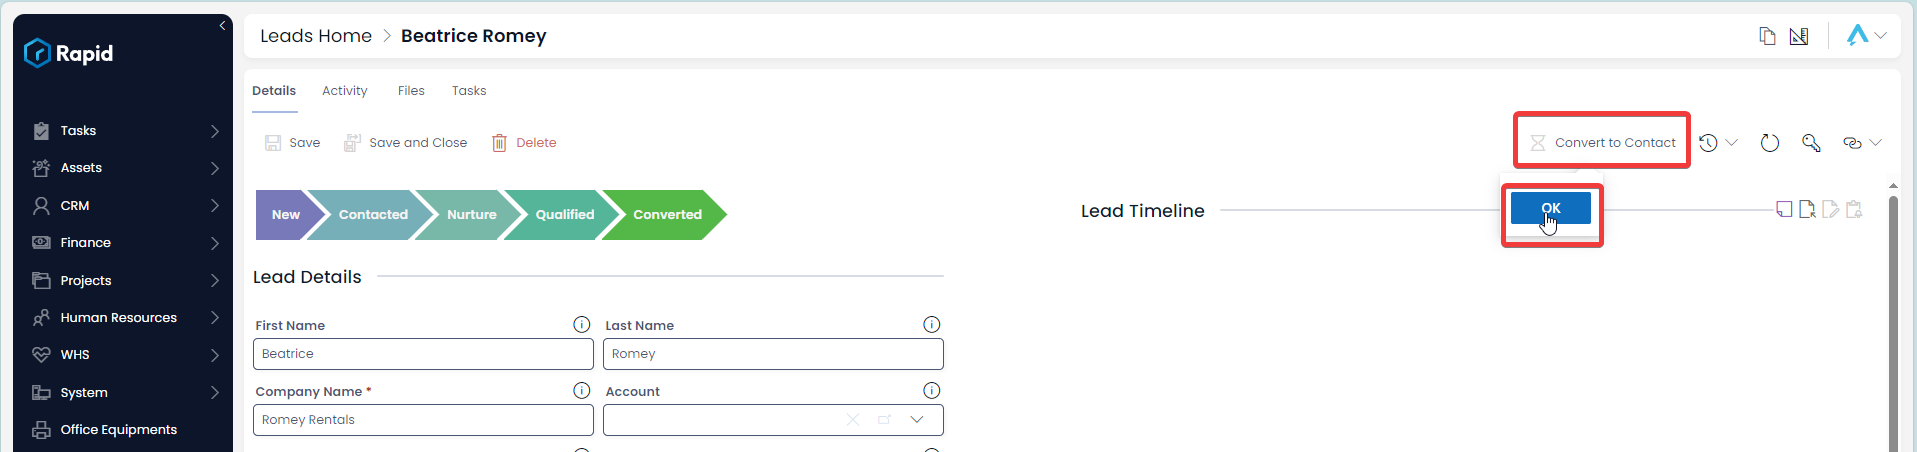 Rapid
Tasks
Assets
CRM
Finance
Projects
Human Resources
WHS
System
Office Equipments
Leads Home > Beatrice Romey
Details Activity Files Tasks
Save Save and Close Delete Convert to Contact
New Contacted Nurture Qualified Converted
Lead Timeline
OK
Lead Details
First Name Last Name
Beatrice Romey
Company Name * Account
Romey Rentals